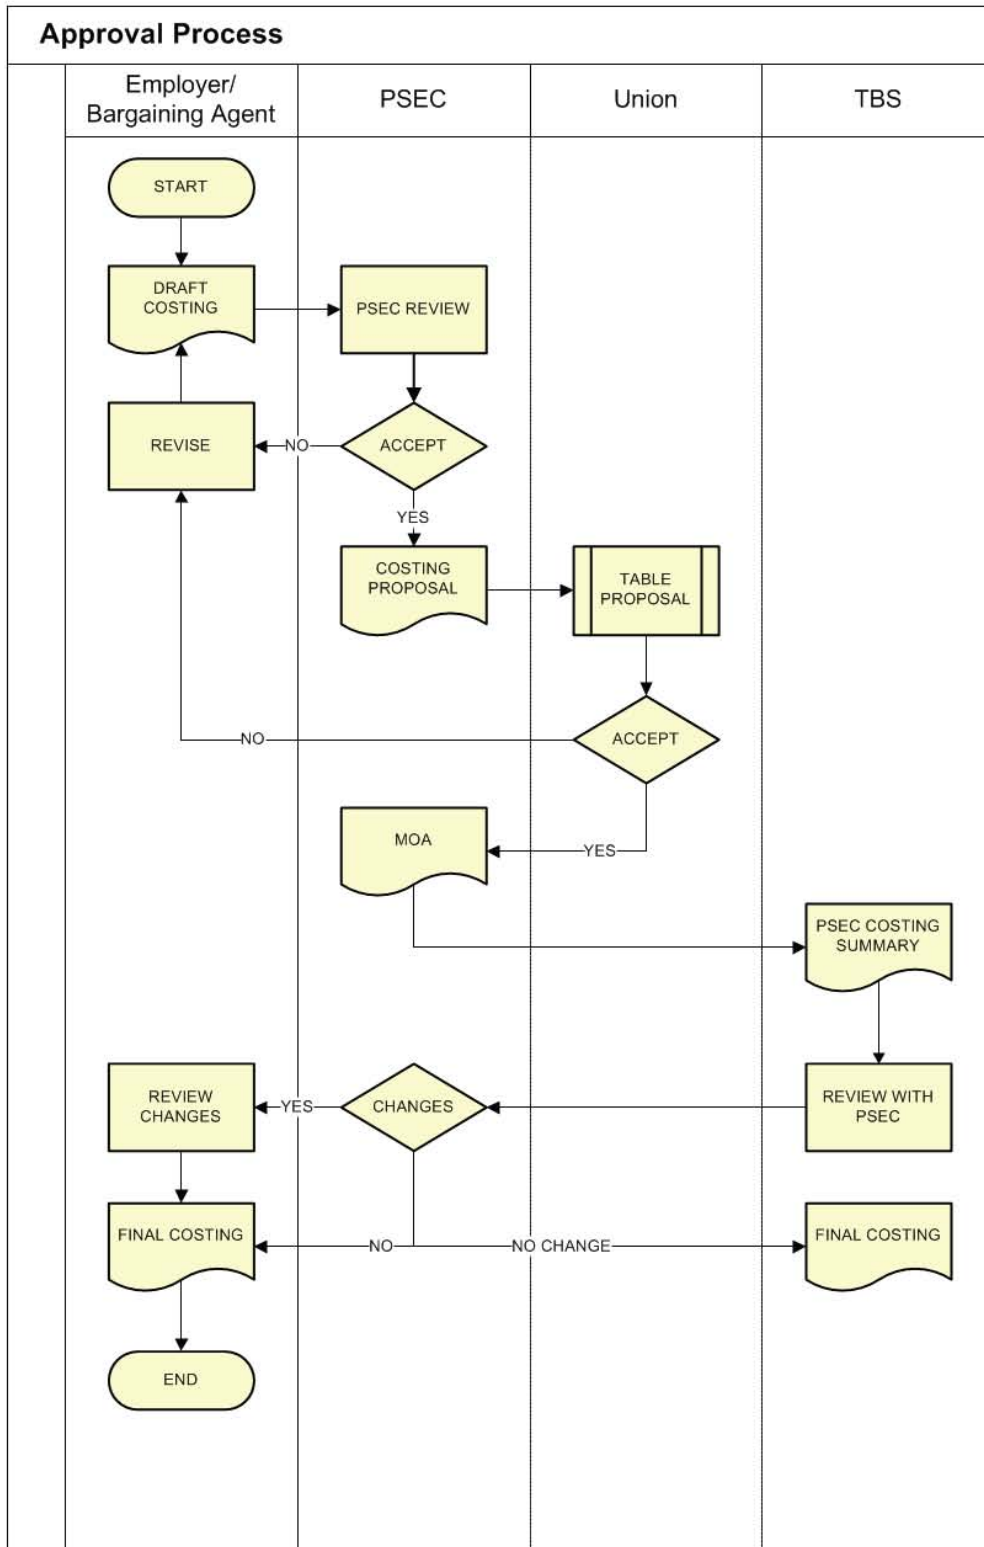 Approval Process
Employer/
Bargaining Agent
PSEC
Union
TBS
START
DRAFT
COSTING
PSEC REVIEW
REVISE
NO
ACCEPT
YES
COSTING
PROPOSAL
TABLE
PROPOSAL
NO
ACCEPT
MOA
YES
PSEC COSTING
SUMMARY
REVIEW
CHANGES
YES
CHANGES
REVIEW WITH
PSEC
FINAL COSTING
NO
NO CHANGE
FINAL COSTING
END